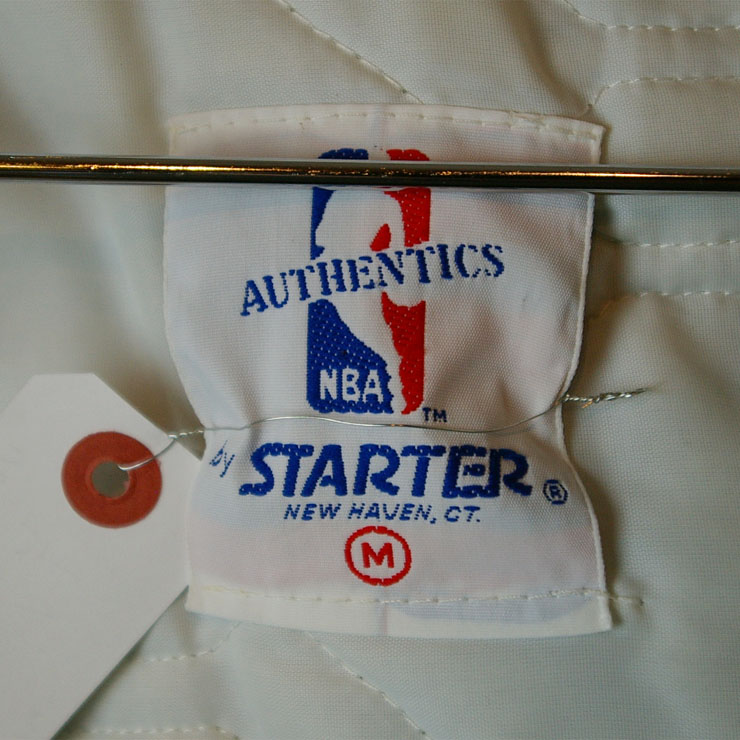 AUTHENTICS
NBA
TM
by STARTER ®
NEW HAVEN, CT.
M